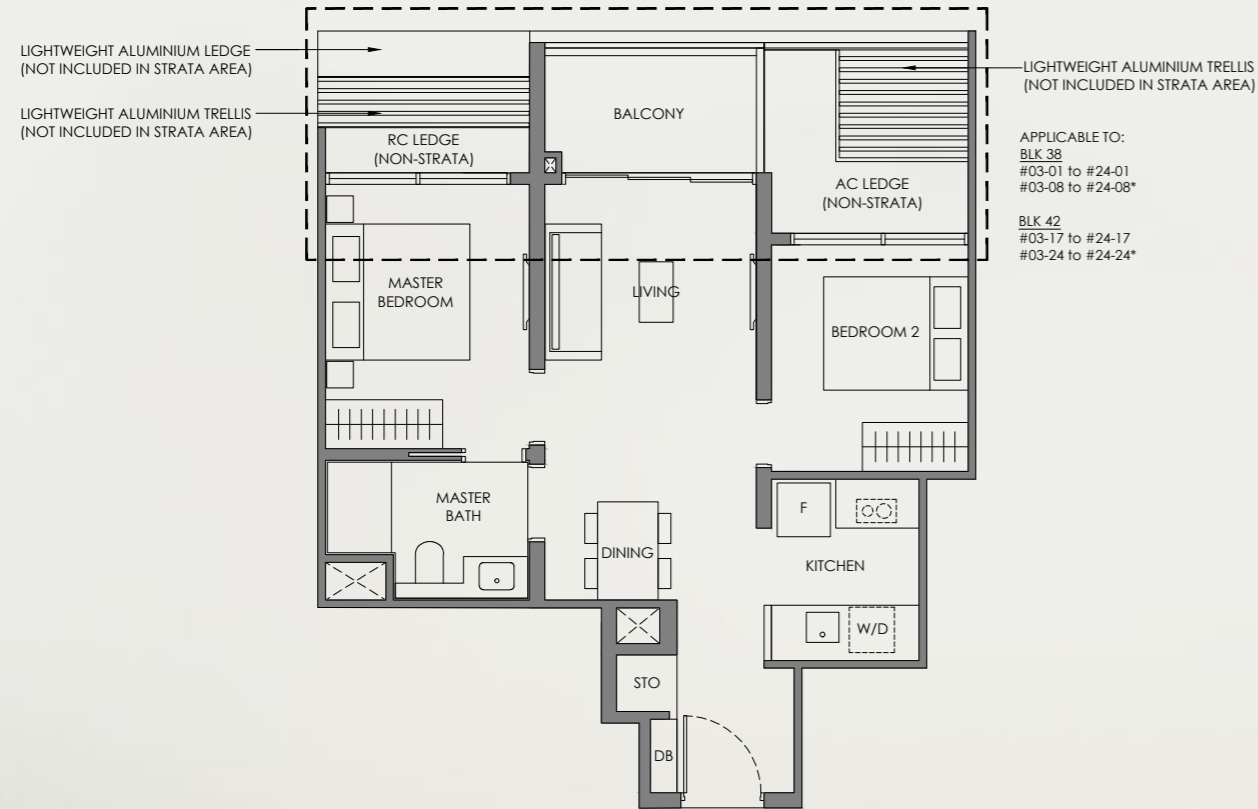 LIGHTWEIGHT ALUMINIUM LEDGE
(NOT INCLUDED IN STRATA AREA)
LIGHTWEIGHT ALUMINIUM TRELLIS
(NOT INCLUDED IN STRATA AREA)
RC LEDGE
(NON-STRATA)
BALCONY
LIGHTWEIGHT ALUMINIUM TRELLIS
(NOT INCLUDED IN STRATA AREA)
AC LEDGE
(NON-STRATA)
APPLICABLE TO:
BLK 38
#03-01 to #24-01
#03-08 to #24-08*
BLK 42
#03-17 to #24-17
#03-24 to #24-24*
MASTER
BEDROOM
LIVING
BEDROOM 2
MASTER
BATH
DINING
F
KITCHEN
W/D
STO
DB